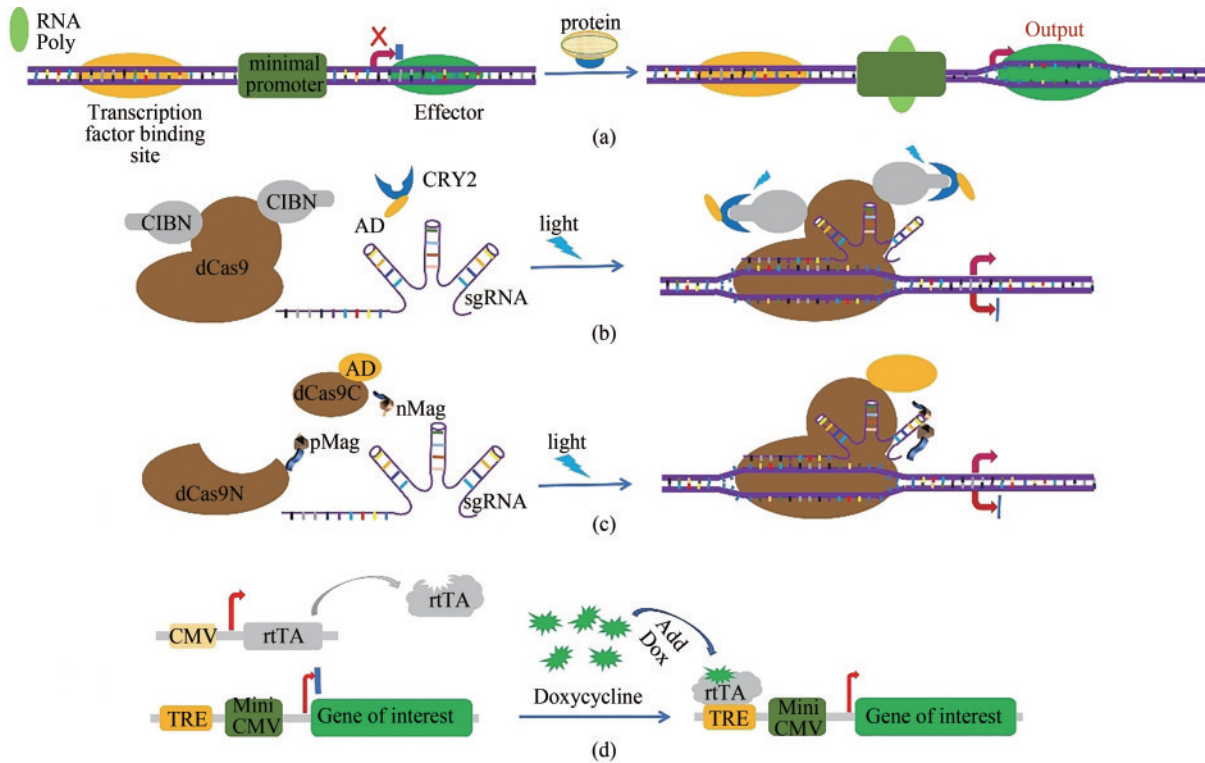 RNA
Poly
minimal
promoter
Transcription
factor binding
site
Effector
protein
Output
(a)
CIBN
CIBN
dCas9
CRY2
AD
sgRNA
light
(b)
AD
dCas9C
nMag
pMag
dCas9N
sgRNA
light
(c)
CMV
rtTA
rtTA
TRE
Mini
CMV
Gene of interest
Add
Dox
Doxycycline
rtTA
TRE
Mini
CMV
Gene of interest
(d)